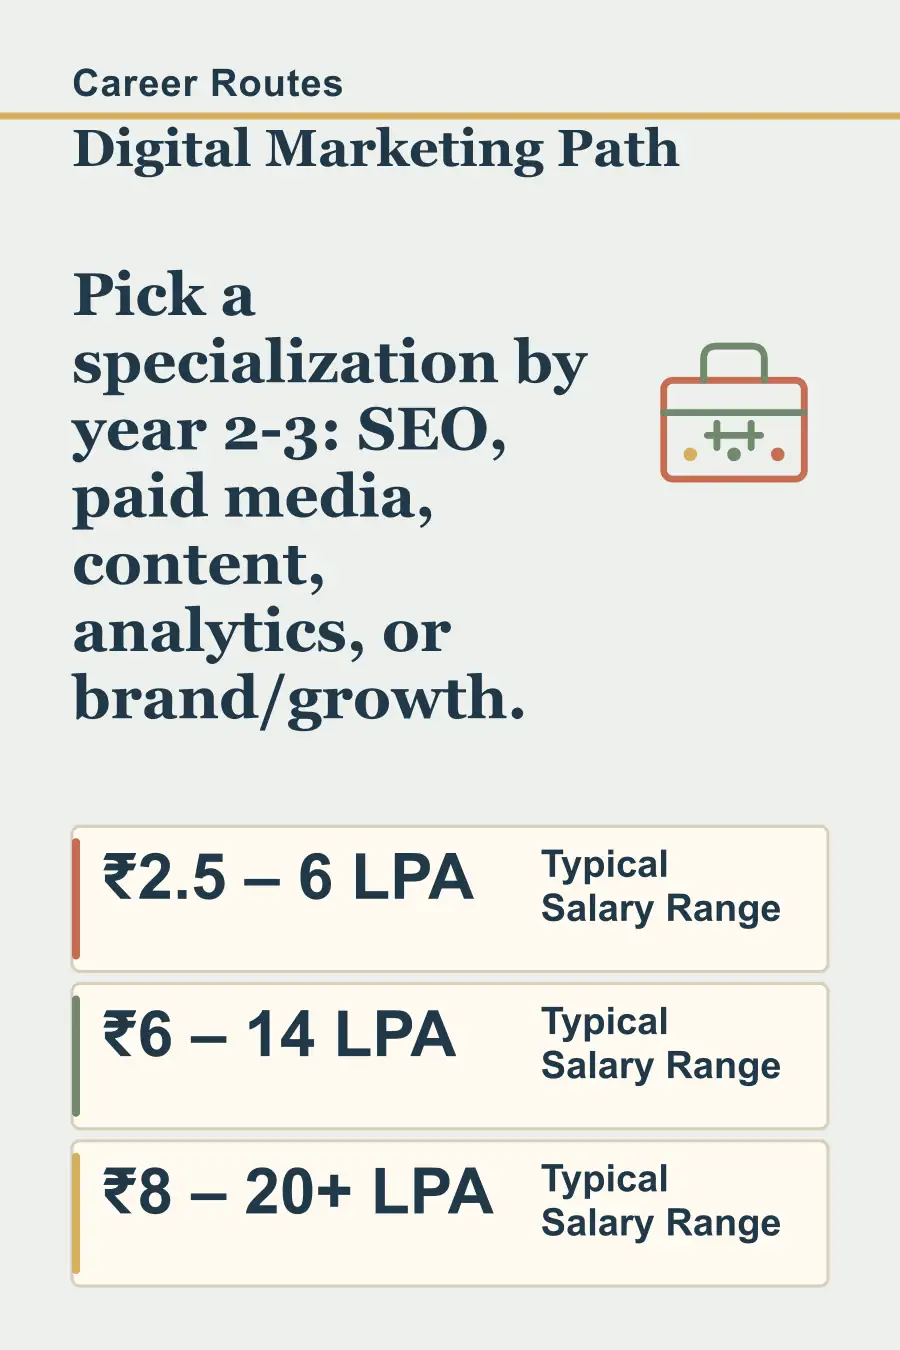 Career Routes
Digital Marketing Path
Pick a
specialization by
year 2-3: SEO,
paid media,
content,
analytics, or
brand/growth.
₹2.5 – 6 LPA
Typical
Salary Range
₹6 – 14 LPA
Typical
Salary Range
₹8 – 20+ LPA
Typical
Salary Range